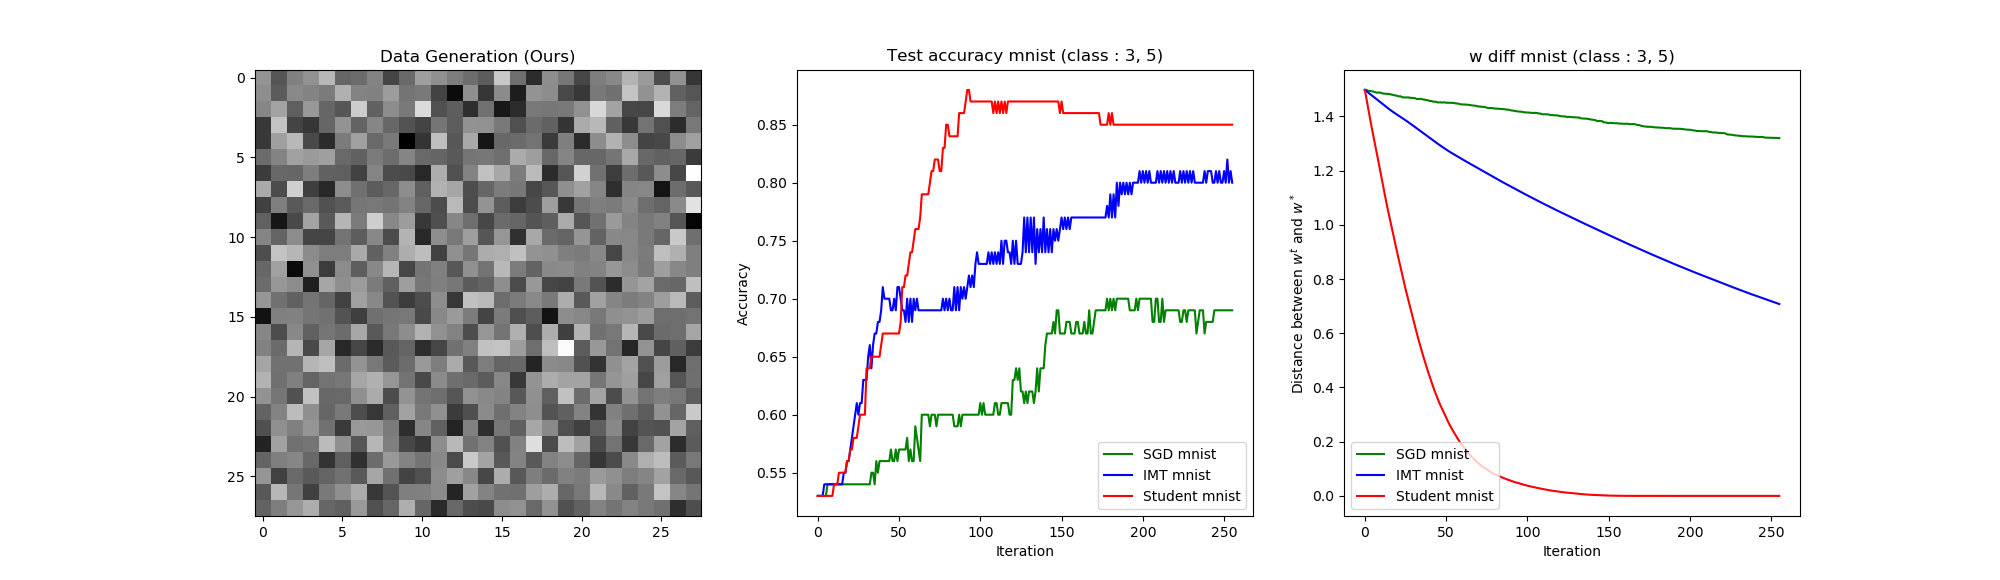 Data Generation (Ours)
0
5
10
15
20
25
0 5 10 15 20 25
Test accuracy mnist (class : 3, 5)
Accuracy
0.85
0.80
0.75
0.70
0.65
0.60
0.55
0 50 100 150 200 250
Iteration
SGD mnist
IMT mnist
Student mnist
w diff mnist (class : 3, 5)
Distance between w^t and w^*
1.4
1.2
1.0
0.8
0.6
0.4
0.2
0.0
0 50 100 150 200 250
Iteration
SGD mnist
IMT mnist
Student mnist